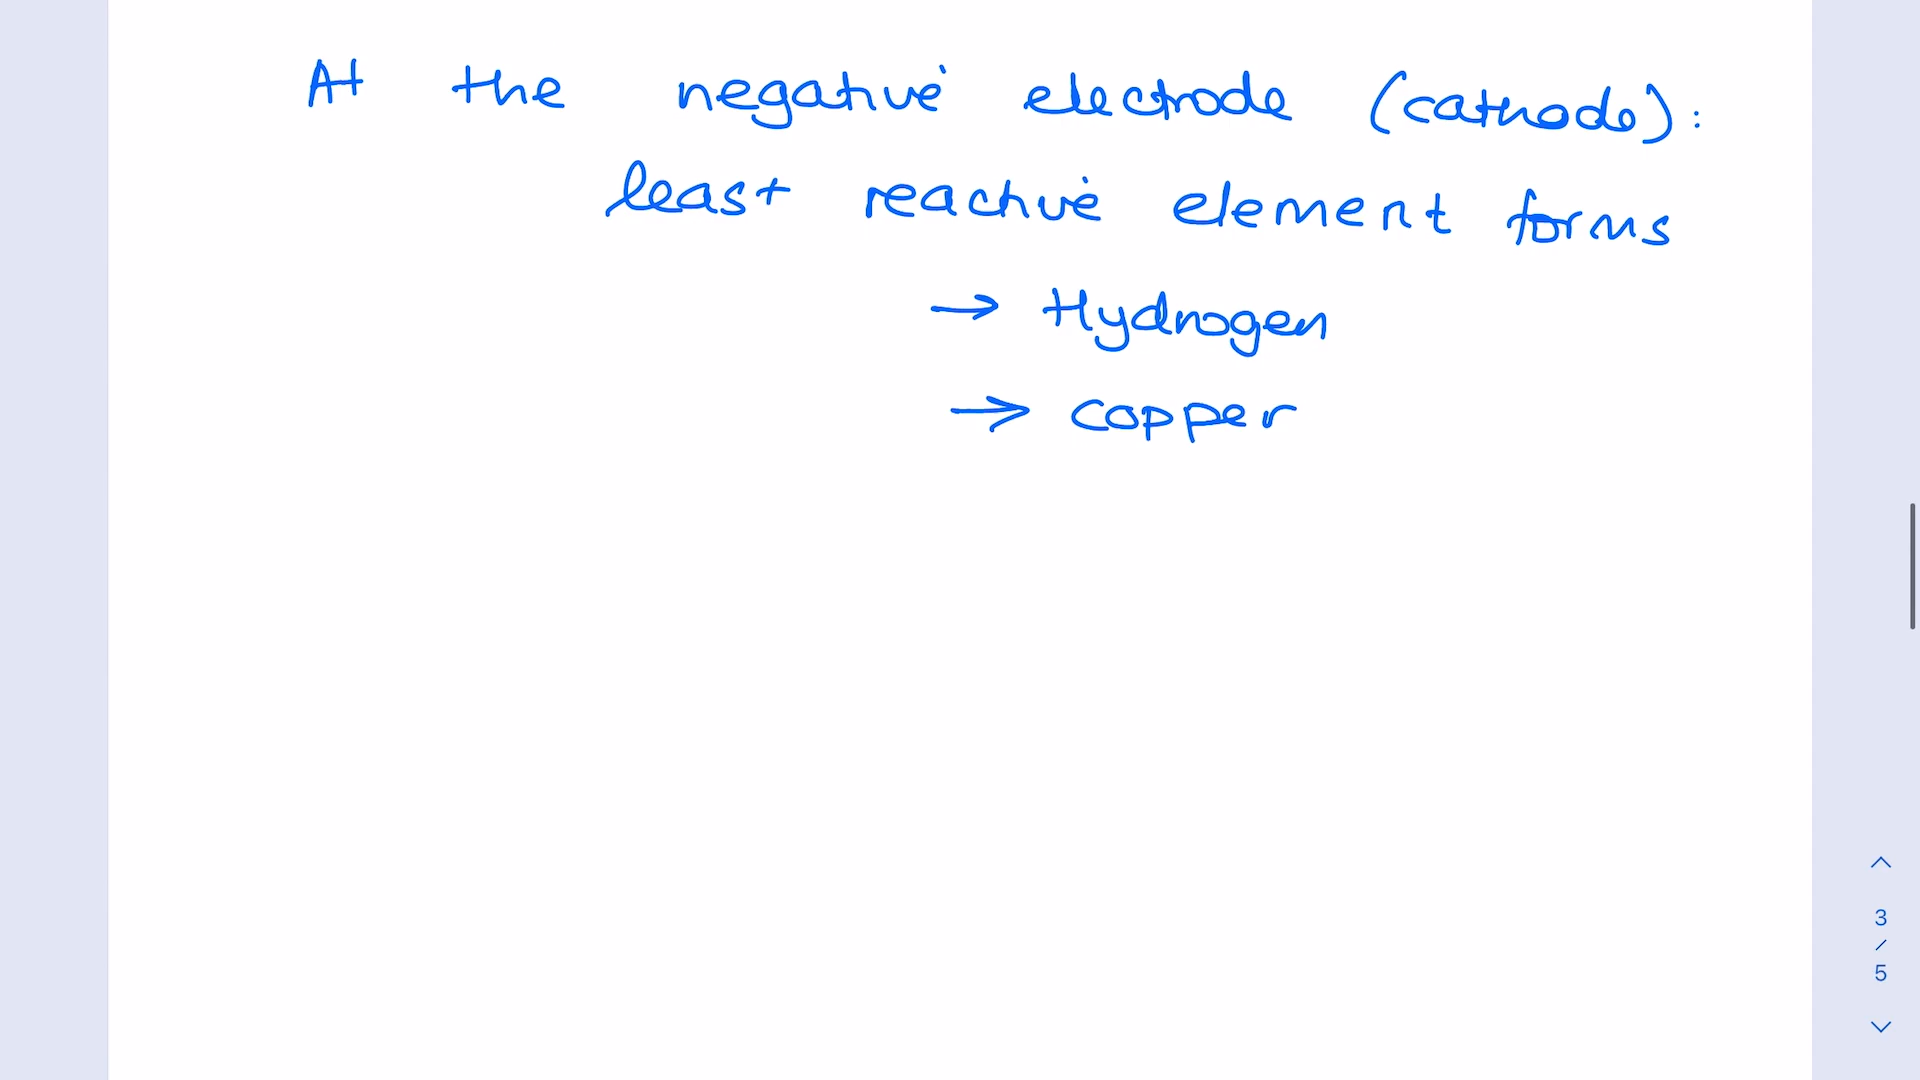 At the negative electrode (cathode):
least reactive element forms
→ Hydrogen
→ copper
3
/
5